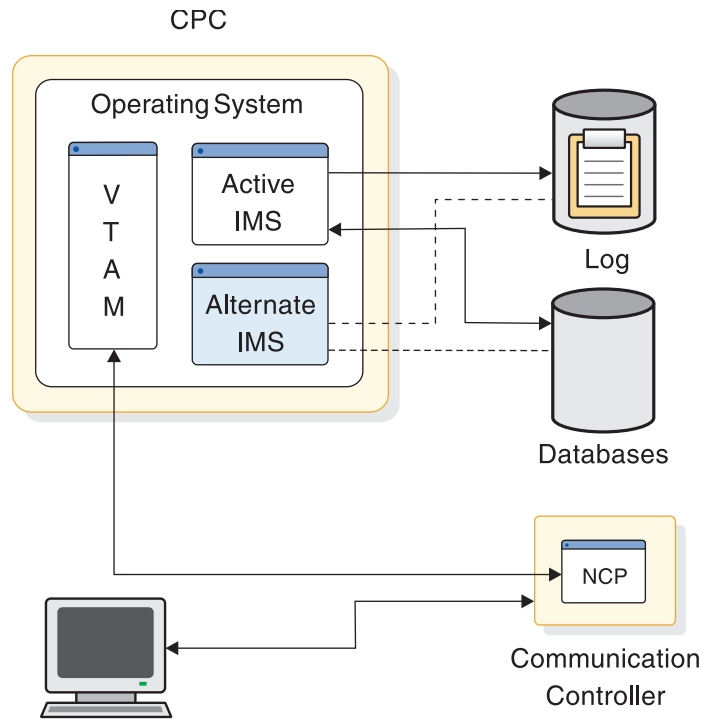 CPC
Operating System
V
T
A
M
Active
IMS
Alternate
IMS
Log
Databases
NCP
Communication
Controller